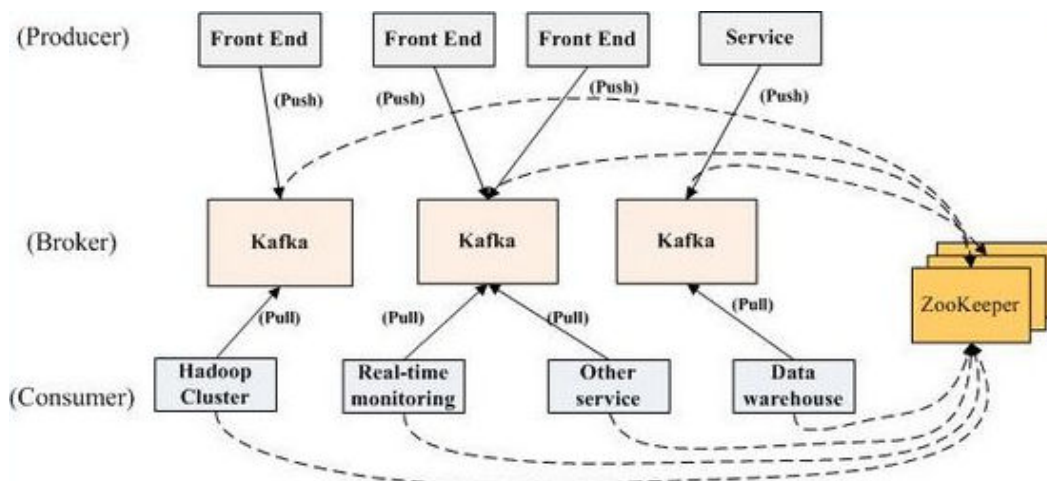 (Producer)
Front End
Front End
Front End
Service
(Push)
(Push)
(Push)
(Push)
(Broker)
Kafka
Kafka
Kafka
ZooKeeper
(Pull)
(Pull)
(Pull)
(Pull)
(Consumer)
Hadoop
Cluster
Real-time
monitoring
Other
service
Data
warehouse